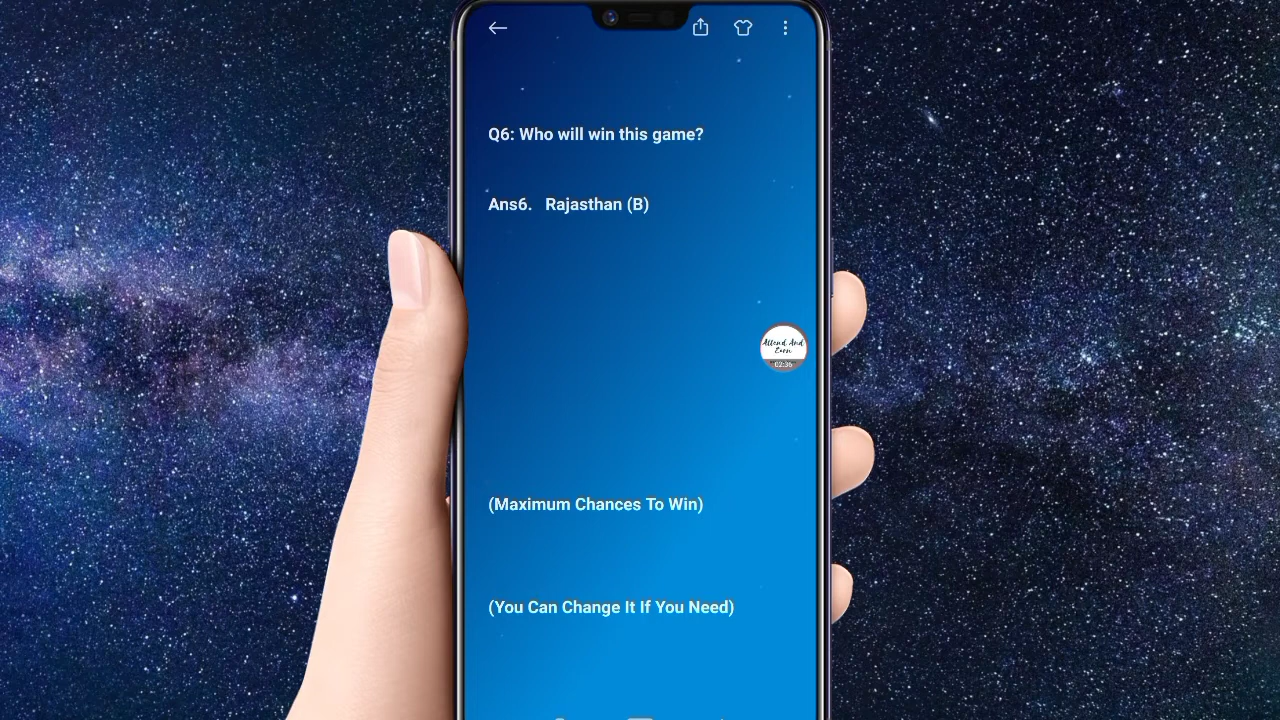 Q6: Who will win this game?
Ans6. Rajasthan (B)
Attend And
Earn
02:36
(Maximum Chances To Win)
(You Can Change It If You Need)